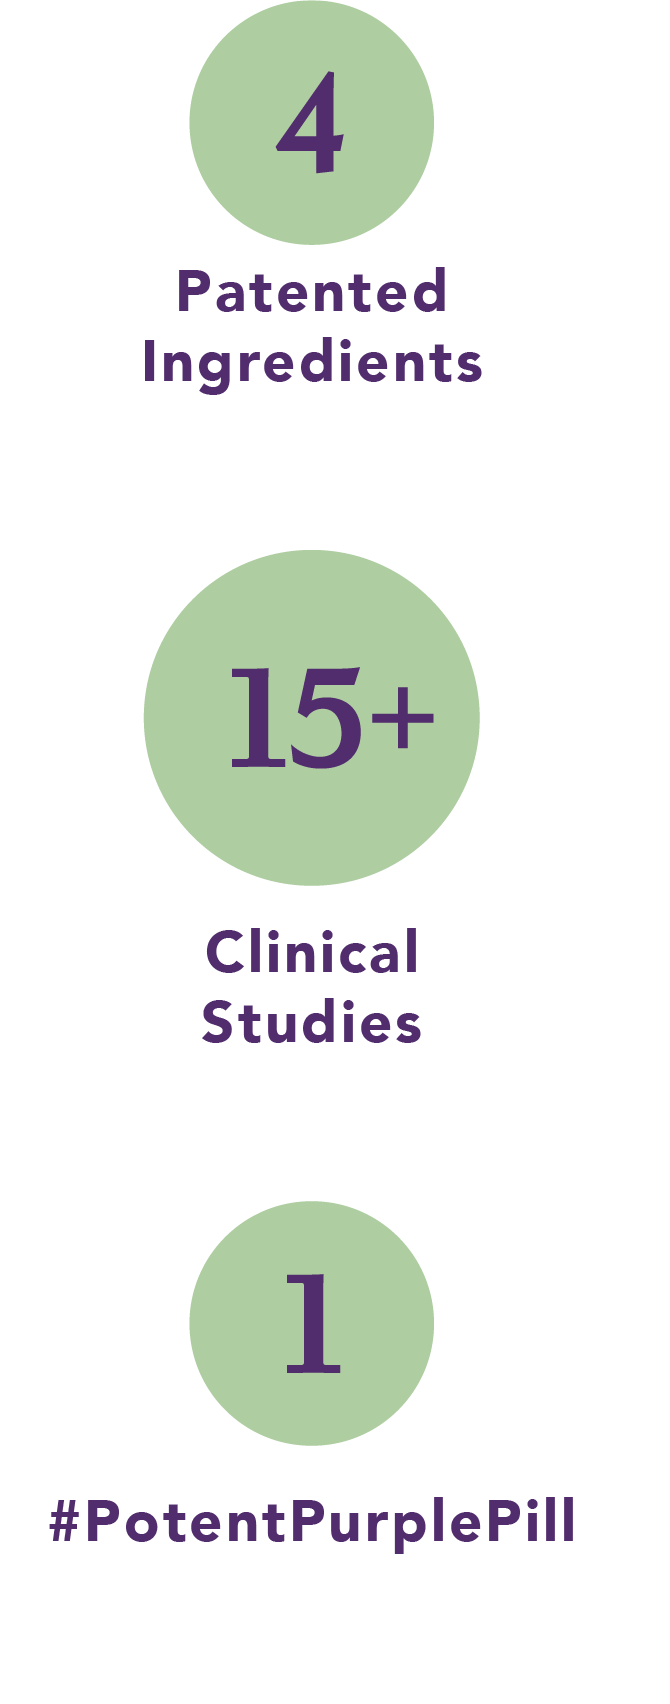 4
Patented
Ingredients
15+
Clinical
Studies
1
#PotentPurplePill